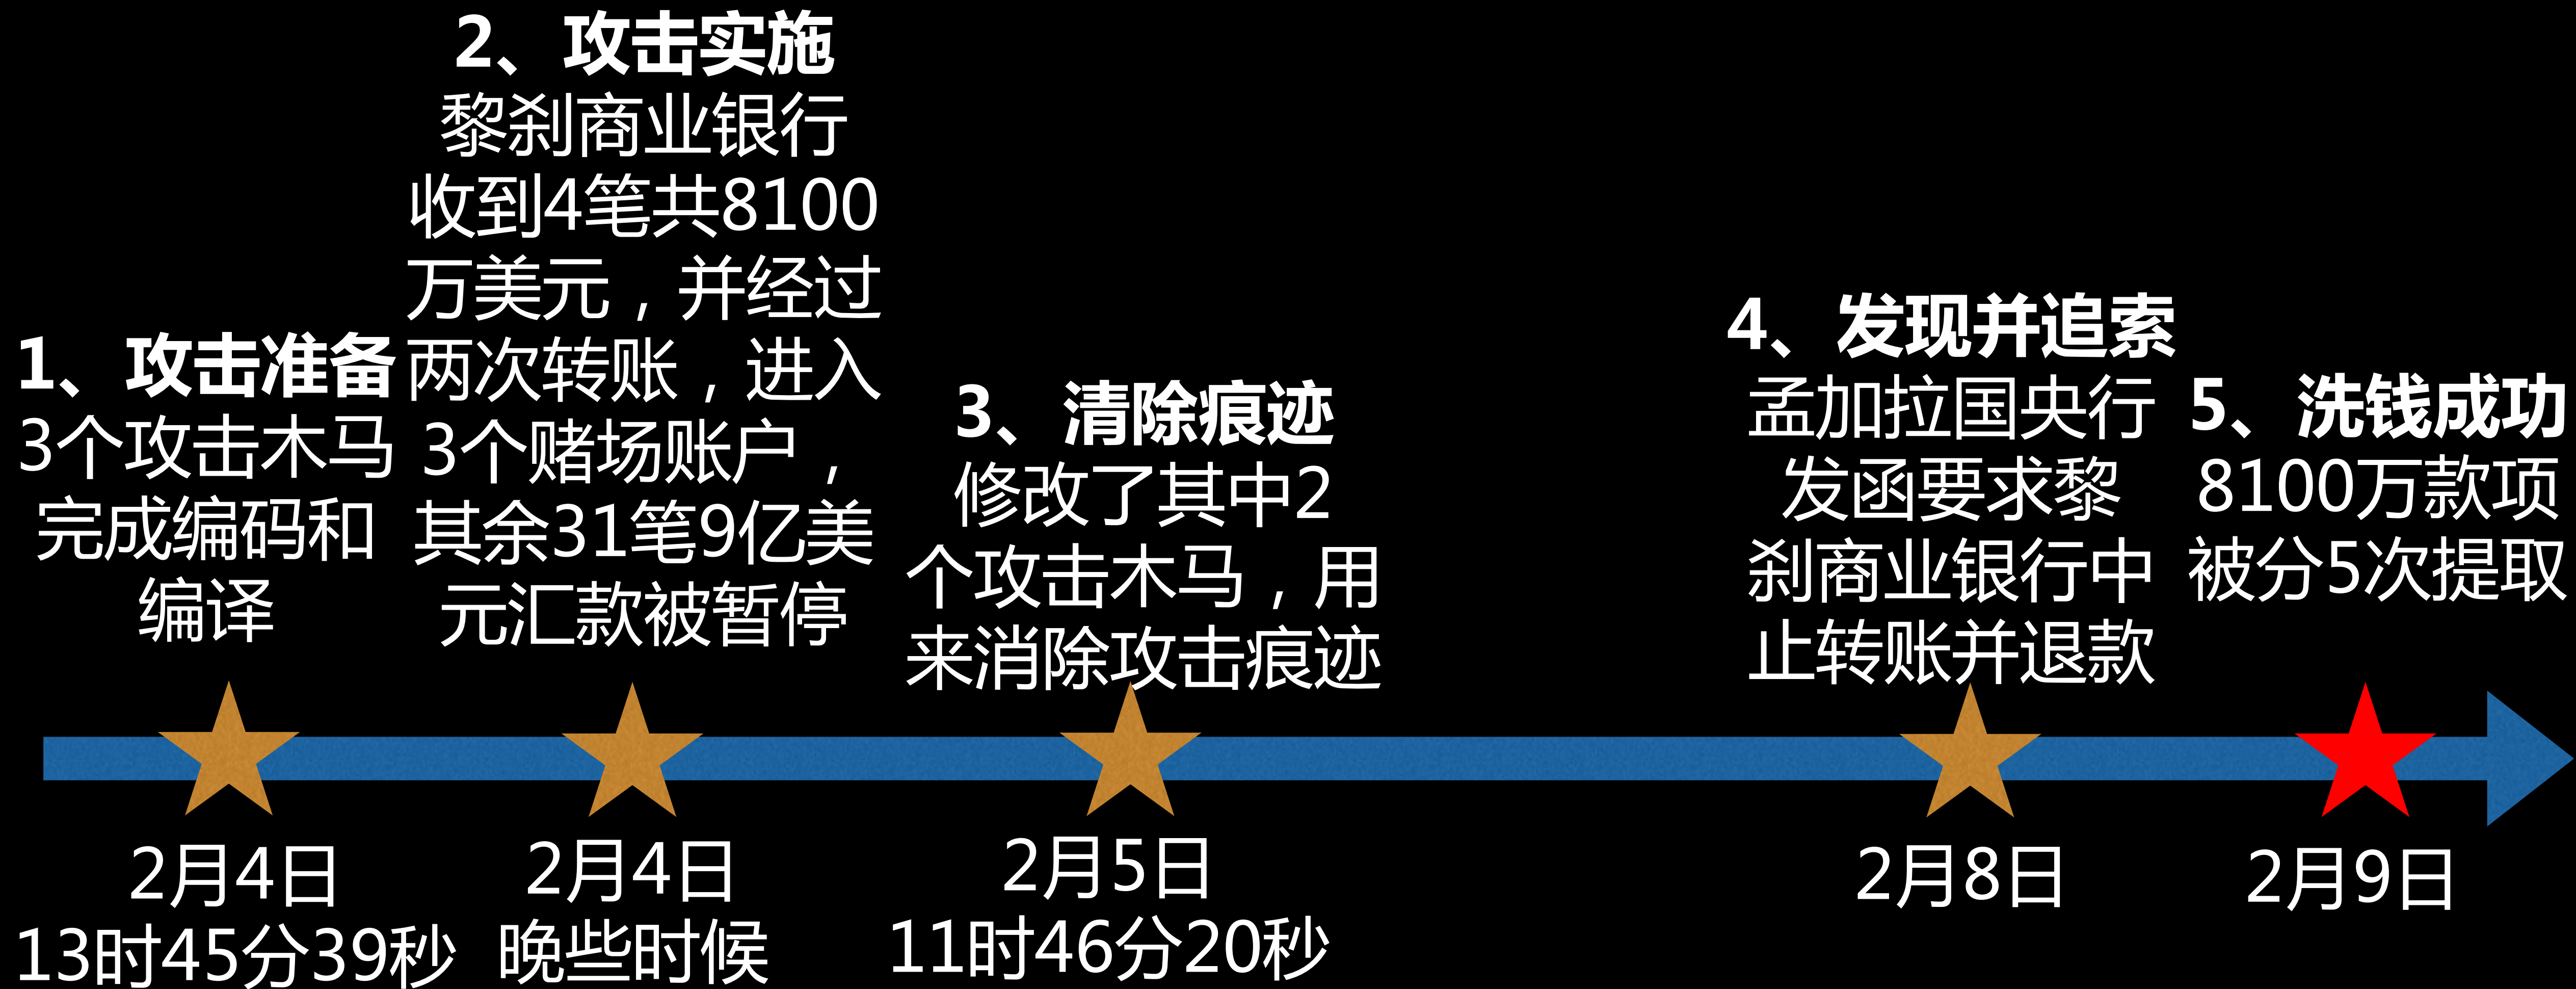 1、攻击准备
3个攻击木马
完成编码和
编译
2月4日
13时45分39秒
2、攻击实施
黎刹商业银行
收到4笔共8100
万美元，并经过
两次转账，进入
3个赌场账户，
其余31笔9亿美
元汇款被暂停
2月4日
晚些时候
3、清除痕迹
修改了其中2
个攻击木马，用
来消除攻击痕迹
2月5日
11时46分20秒
4、发现并追索
孟加拉国央行
发函要求黎
刹商业银行中
止转账并退款
2月8日
5、洗钱成功
8100万款项
被分5次提取
2月9日